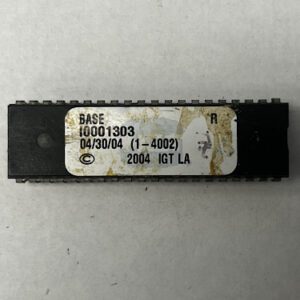 BASE R
I0001303
04/30/04 (1-4002)
© 2004 IGT LA